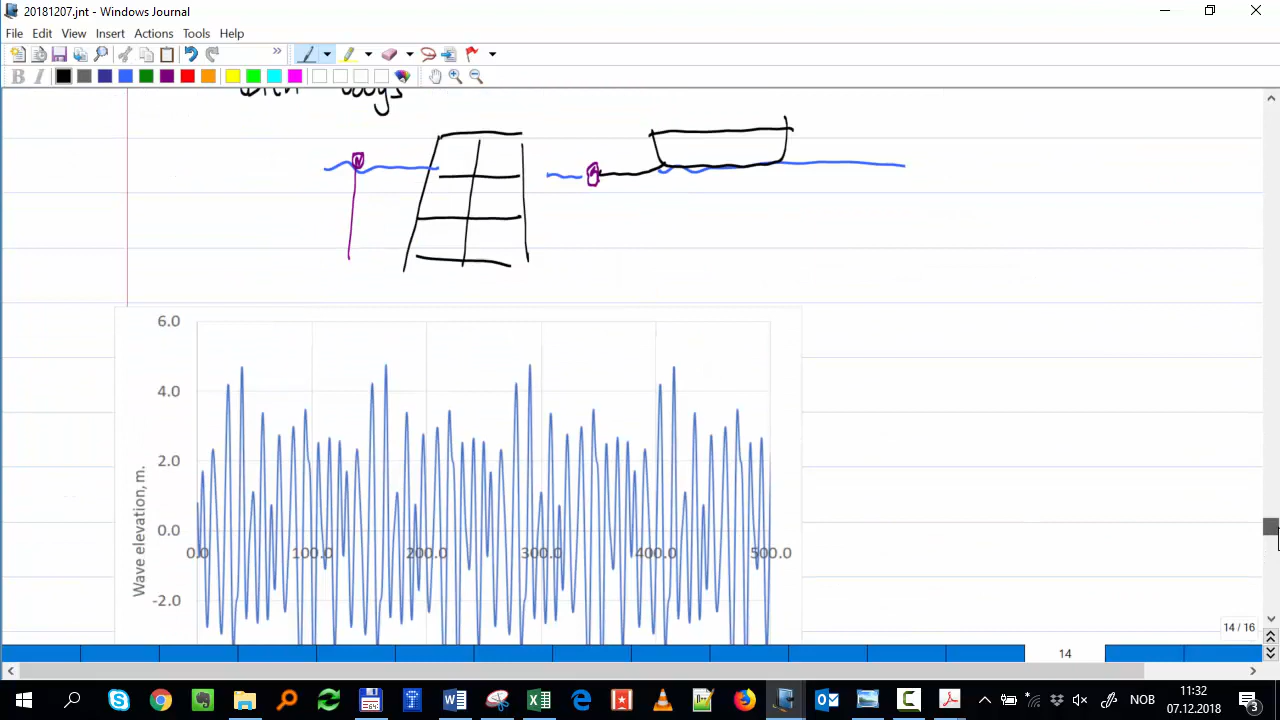 20181207.jnt - Windows Journal
File Edit View Insert Actions Tools Help
B I
with buoys
6.0
4.0
2.0
0.0
-2.0
Wave elevation, m.
0.0 100.0 200.0 300.0 400.0 500.0
14 / 16
14
NOB
11:32
07.12.2018
3